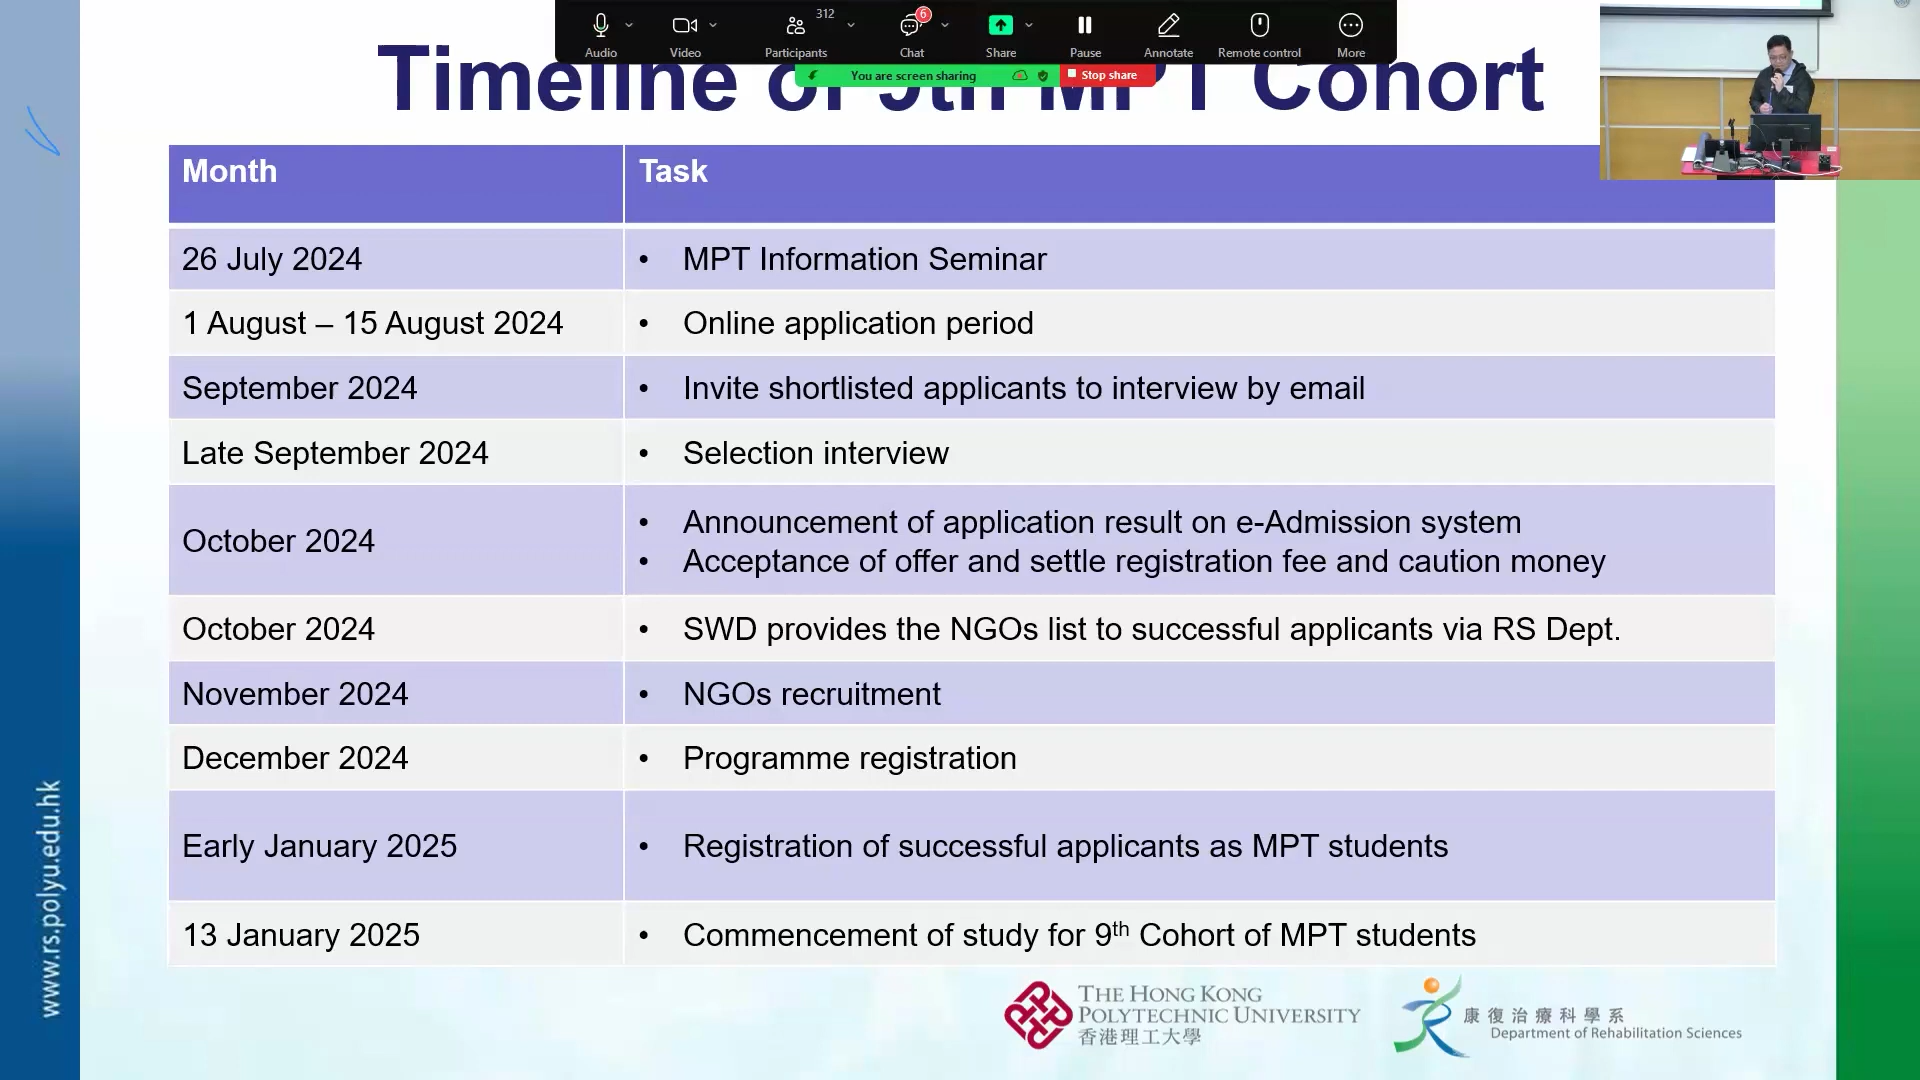 312
6
Audio
Video
Participants
Chat
Share
Pause
Annotate
Remote control
More
You are screen sharing
Stop share
Timeline of 9th MPT Cohort
Month
Task
26 July 2024
• MPT Information Seminar
1 August – 15 August 2024
• Online application period
September 2024
• Invite shortlisted applicants to interview by email
Late September 2024
• Selection interview
October 2024
• Announcement of application result on e-Admission system
• Acceptance of offer and settle registration fee and caution money
October 2024
• SWD provides the NGOs list to successful applicants via RS Dept.
November 2024
• NGOs recruitment
December 2024
• Programme registration
Early January 2025
• Registration of successful applicants as MPT students
13 January 2025
• Commencement of study for 9th Cohort of MPT students
www.rs.polyu.edu.hk
THE HONG KONG
POLYTECHNIC UNIVERSITY
香港理工大學
康復治療科學系
Department of Rehabilitation Sciences